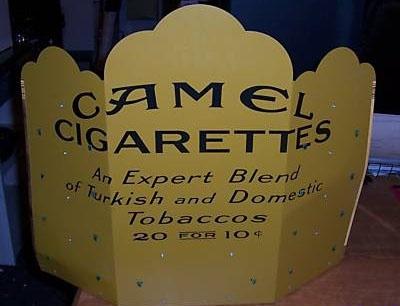 CAMEL
CIGARETTES
An Expert Blend
of Turkish and Domestic
Tobaccos
20 FOR 10¢